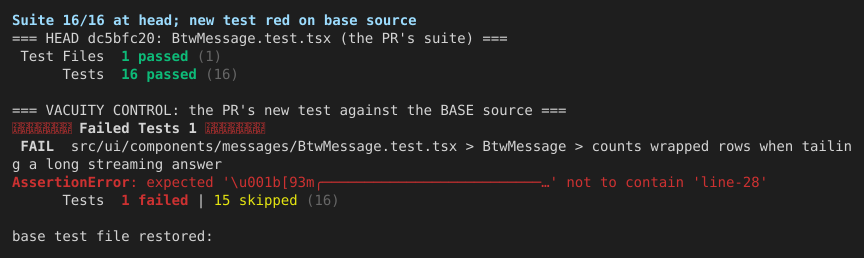 Suite 16/16 at head; new test red on base source
=== HEAD dc5bfc20: BtwMessage.test.tsx (the PR's suite) ===
Test Files  1 passed (1)
Tests  16 passed (16)
=== VACUITY CONTROL: the PR's new test against the BASE source ===
Failed Tests 1
FAIL  src/ui/components/messages/BtwMessage.test.tsx > BtwMessage > counts wrapped rows when tailin
g a long streaming answer
AssertionError: expected '\u001b[93m╭───────────────────────────…' not to contain 'line-28'
Tests  1 failed | 15 skipped (16)
base test file restored: